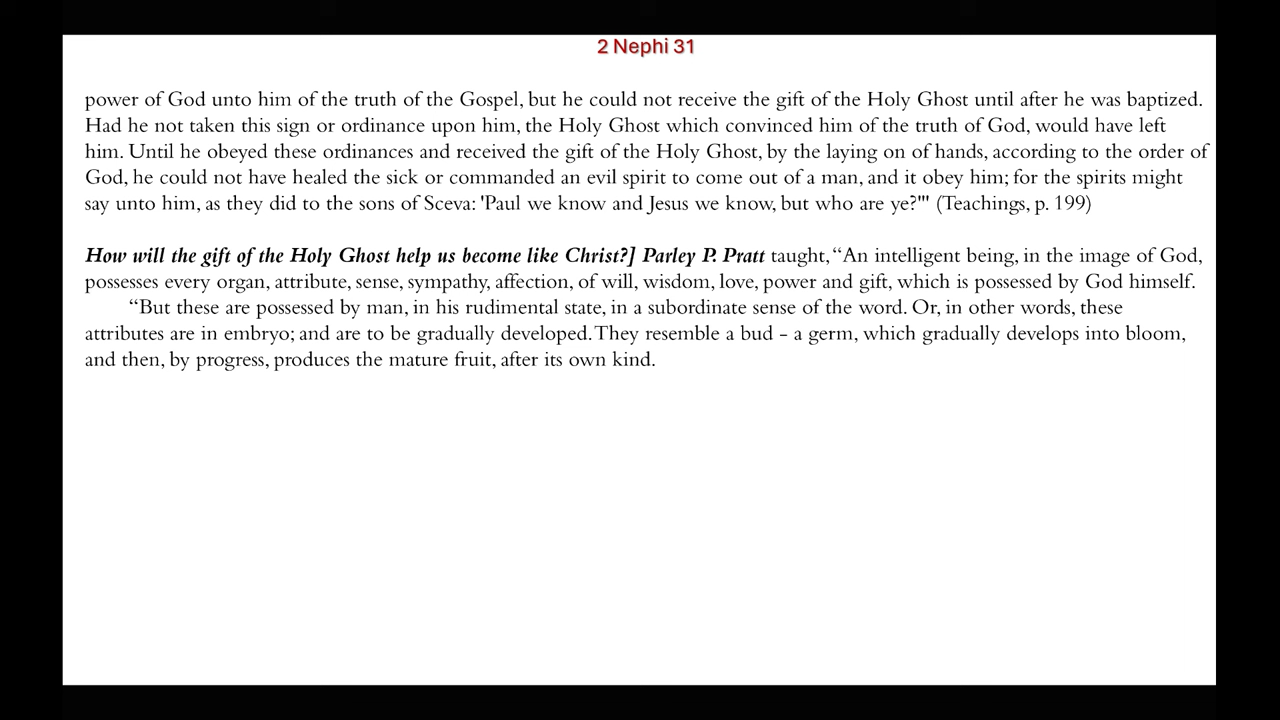 2 Nephi 31
power of God unto him of the truth of the Gospel, but he could not receive the gift of the Holy Ghost until after he was baptized.
Had he not taken this sign or ordinance upon him, the Holy Ghost which convinced him of the truth of God, would have left
him. Until he obeyed these ordinances and received the gift of the Holy Ghost, by the laying on of hands, according to the order of
God, he could not have healed the sick or commanded an evil spirit to come out of a man, and it obey him; for the spirits might
say unto him, as they did to the sons of Sceva: 'Paul we know and Jesus we know, but who are ye?'" (Teachings, p. 199)
How will the gift of the Holy Ghost help us become like Christ?] Parley P. Pratt taught, “An intelligent being, in the image of God,
possesses every organ, attribute, sense, sympathy, affection, of will, wisdom, love, power and gift, which is possessed by God himself.
“But these are possessed by man, in his rudimental state, in a subordinate sense of the word. Or, in other words, these
attributes are in embryo; and are to be gradually developed. They resemble a bud - a germ, which gradually develops into bloom,
and then, by progress, produces the mature fruit, after its own kind.